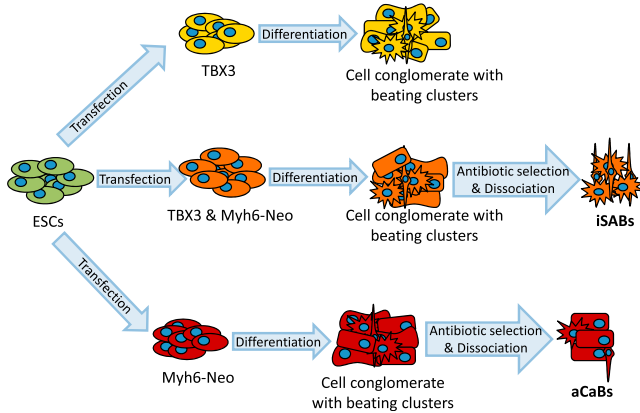 Transfection
TBX3
Differentiation
Cell conglomerate with
beating clusters
ESCs
Transfection
TBX3 & Myh6-Neo
Differentiation
Cell conglomerate with
beating clusters
Antibiotic selection
& Dissociation
iSABs
Transfection
Myh6-Neo
Differentiation
Cell conglomerate
with beating clusters
Antibiotic selection
& Dissociation
aCaBs